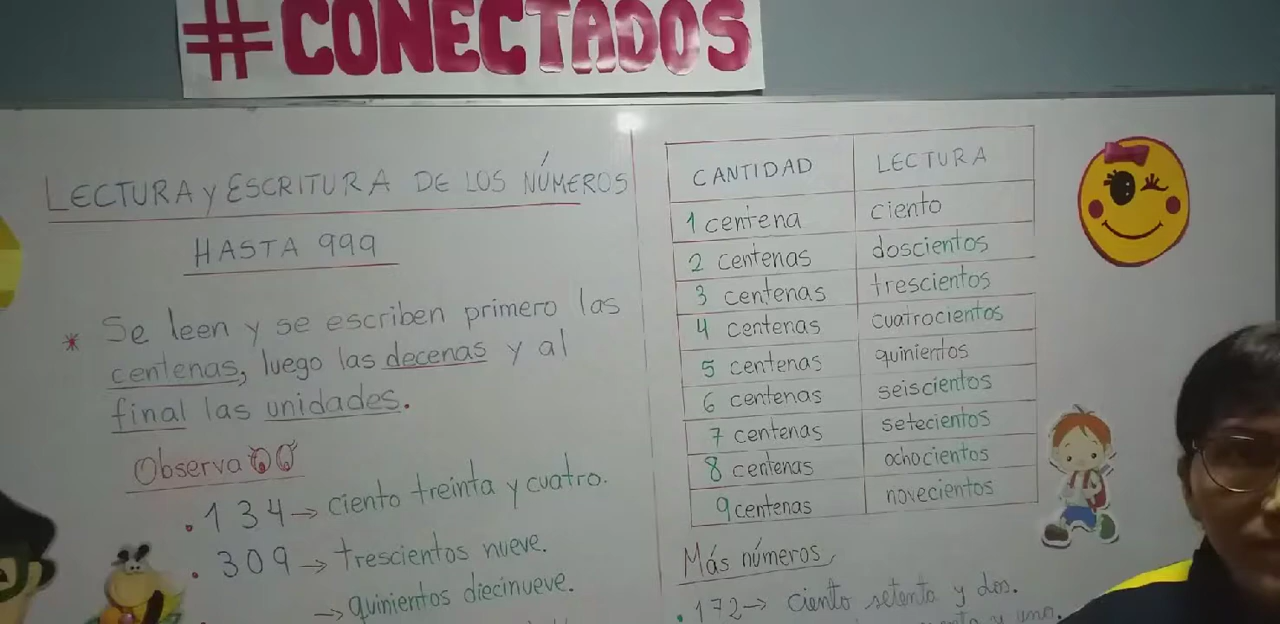 #CONECTADOS
LECTURA Y ESCRITURA DE LOS NÚMEROS
HASTA 999
* Se leen y se escriben primero las
centenas, luego las decenas y al
final las unidades.
Observa
. 134 → ciento treinta y cuatro.
. 309 → trescientos nueve.
→ quinientos diecinueve.
CANTIDAD LECTURA
1 centena ciento
2 centenas doscientos
3 centenas trescientos
4 centenas cuatrocientos
5 centenas quinientos
6 centenas seiscientos
7 centenas setecientos
8 centenas ochocientos
9 centenas novecientos
Más números
. 172 → ciento setenta y dos.
y uno.